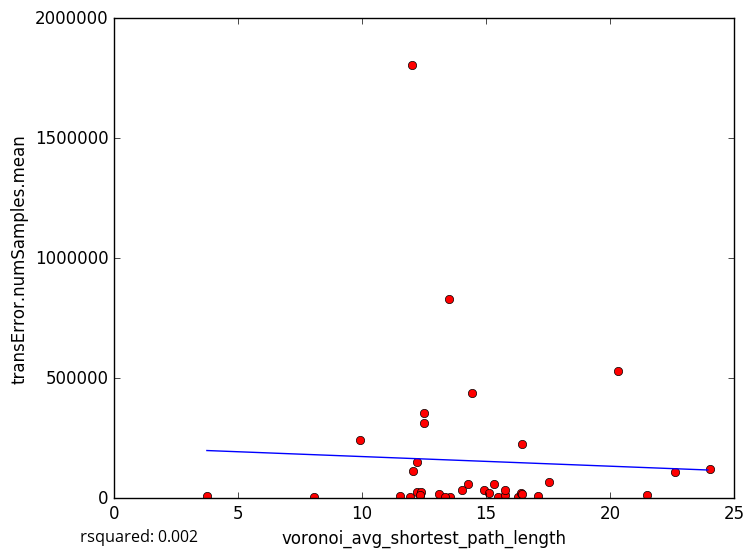 2000000
1500000
1000000
500000
0
transError.numSamples.mean
0 5 10 15 20 25
voronoi_avg_shortest_path_length
rsquared: 0.002